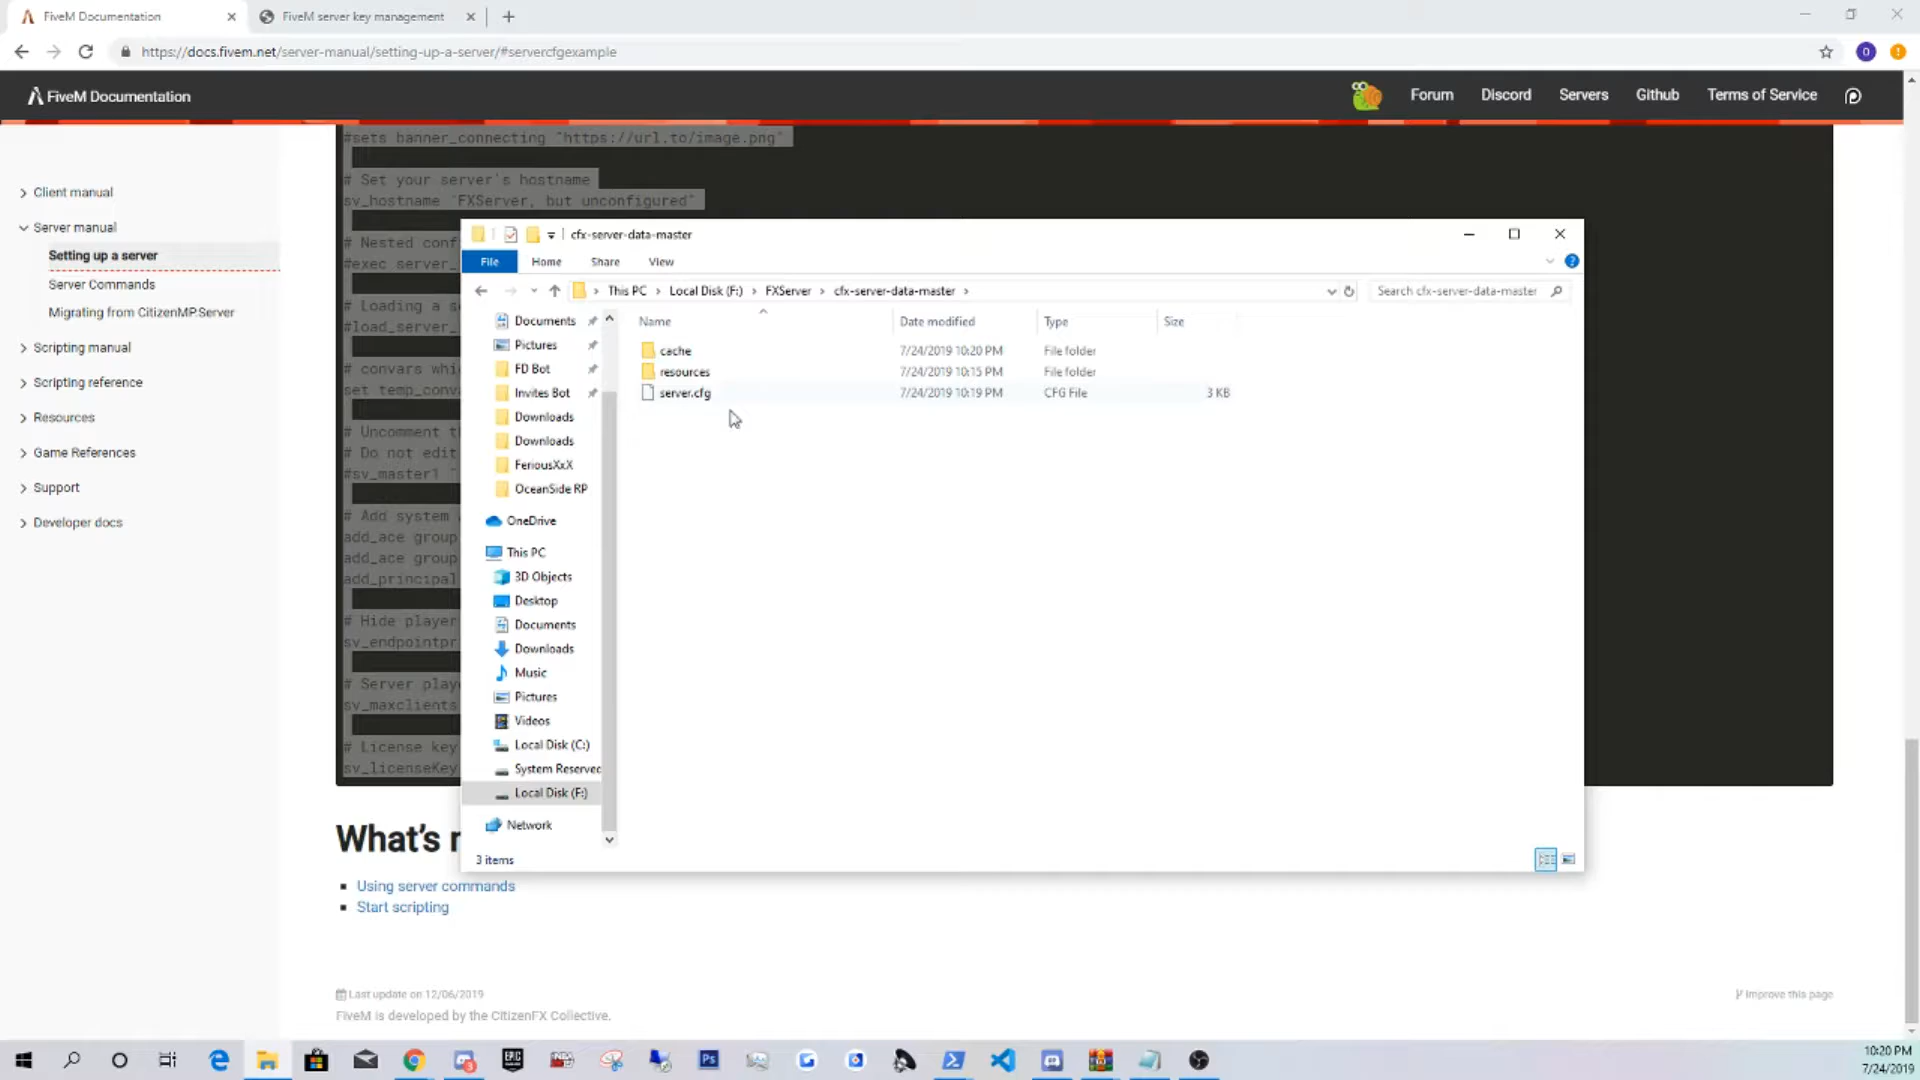 FiveM Documentation
FiveM server key management
https://docs.fivem.net/server-manual/setting-up-a-server/#servercfgexample
FiveM Documentation
Forum
Discord
Servers
Github
Terms of Service
Client manual
Server manual
Setting up a server
Server Commands
Migrating from CitizenMP.Server
Scripting manual
Scripting reference
Resources
Game References
Support
Developer docs
#sets banner_connecting "https://url.to/image.png"
# Set your server's hostname
sv_hostname "FXServer, but unconfigured"
# Nested conf
#exec server_
# Loading a s
#load_server_
# convars whic
set temp_conva
# Uncomment th
# Do not edit
#sv_master1 "
# Add system
add_ace group
add_ace group
add_principal
# Hide player
sv_endpointpr
# Server playe
sv_maxclients
# License key
sv_licenseKey
cfx-server-data-master
File
Home
Share
View
This PC
Local Disk (F:)
FXServer
cfx-server-data-master
Search cfx-server-data-master
Documents
Pictures
FD Bot
Invites Bot
Downloads
Downloads
FeriousXxX
OceanSide RP
OneDrive
This PC
3D Objects
Desktop
Documents
Downloads
Music
Pictures
Videos
Local Disk (C:)
System Reserved
Local Disk (F:)
Network
Name
Date modified
Type
Size
cache 7/24/2019 10:20 PM File folder
resources 7/24/2019 10:15 PM File folder
server.cfg 7/24/2019 10:19 PM CFG File 3 KB
3 items
What's
Using server commands
Start scripting
Last update on 12/06/2019
Improve this page
FiveM is developed by the CitizenFX Collective.
10:20 PM
7/24/2019